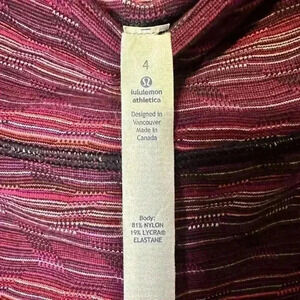 4
lululemon
athletica
Designed in
Vancouver
Made in
Canada
Body:
81% NYLON
19% LYCRA®
ELASTANE